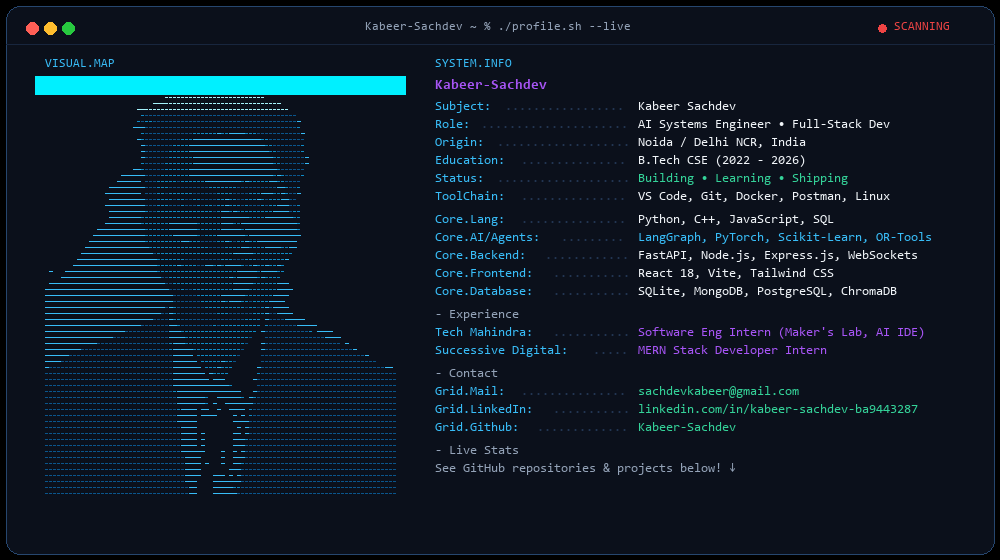 Kabeer-Sachdev ~ % ./profile.sh --live
SCANNING
VISUAL.MAP
SYSTEM.INFO
Kabeer-Sachdev
Subject: ................. Kabeer Sachdev
Role: ..................... AI Systems Engineer • Full-Stack Dev
Origin: ................... Noida / Delhi NCR, India
Education: ............... B.Tech CSE (2022 - 2026)
Status: ................... Building • Learning • Shipping
ToolChain: ............... VS Code, Git, Docker, Postman, Linux
Core.Lang: ............... Python, C++, JavaScript, SQL
Core.AI/Agents: ......... LangGraph, PyTorch, Scikit-Learn, OR-Tools
Core.Backend: ............ FastAPI, Node.js, Express.js, WebSockets
Core.Frontend: ........... React 18, Vite, Tailwind CSS
Core.Database: ........... SQLite, MongoDB, PostgreSQL, ChromaDB
- Experience
Tech Mahindra: ........... Software Eng Intern (Maker's Lab, AI IDE)
Successive Digital: ..... MERN Stack Developer Intern
- Contact
Grid.Mail: ............... sachdevkabeer@gmail.com
Grid.LinkedIn: ........... linkedin.com/in/kabeer-sachdev-ba9443287
Grid.Github: ............. Kabeer-Sachdev
- Live Stats
See GitHub repositories & projects below! ↓